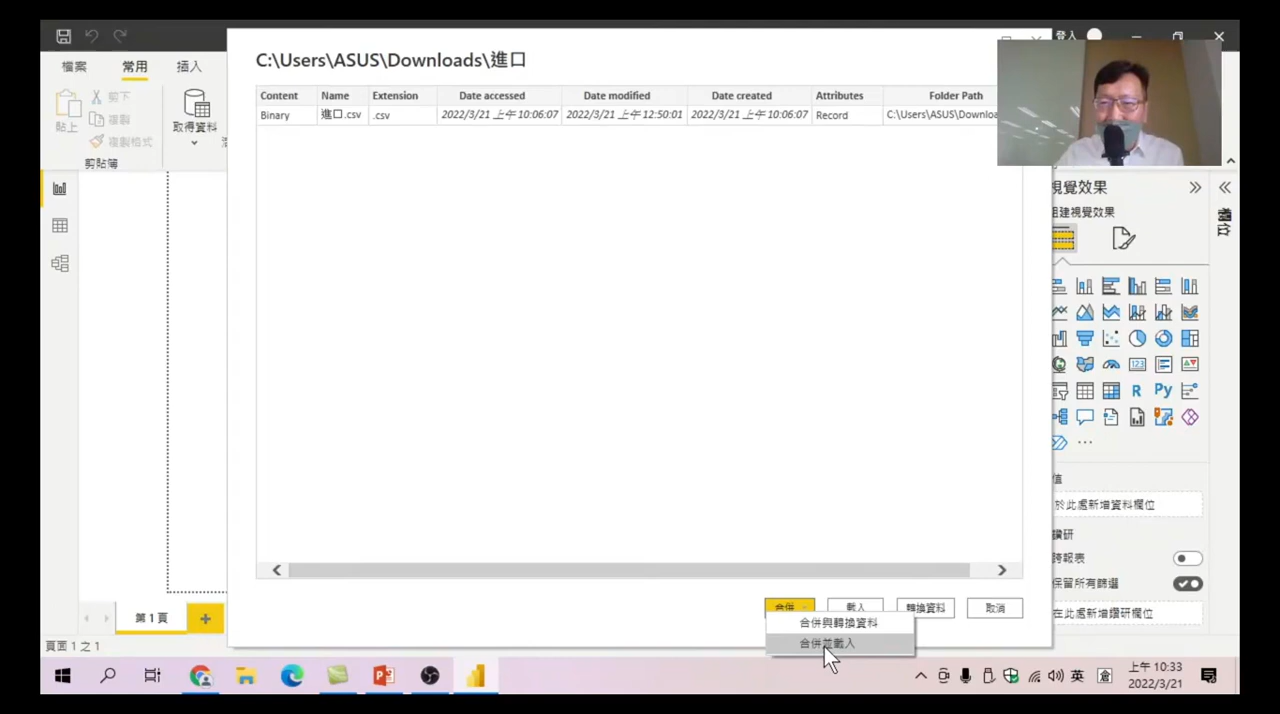 登入
檔案
常用
插入
貼上
剪下
複製
複製格式
剪貼簿
取得資料
C:\Users\ASUS\Downloads\進口
Content Name Extension Date accessed Date modified Date created Attributes Folder Path
Binary 進口.csv .csv 2022/3/21 上午 10:06:07 2022/3/21 上午 12:50:01 2022/3/21 上午 10:06:07 Record C:\Users\ASUS\Downloa
合併
載入
轉換資料
取消
合併與轉換資料
合併並載入
視覺效果
組建視覺效果
123
R
Py
值
於此處新增資料欄位
鑽研
跨報表
保留所有篩選
在此處新增鑽研欄位
第 1 頁
頁面 1 之 1
英
倉
上午 10:33
2022/3/21